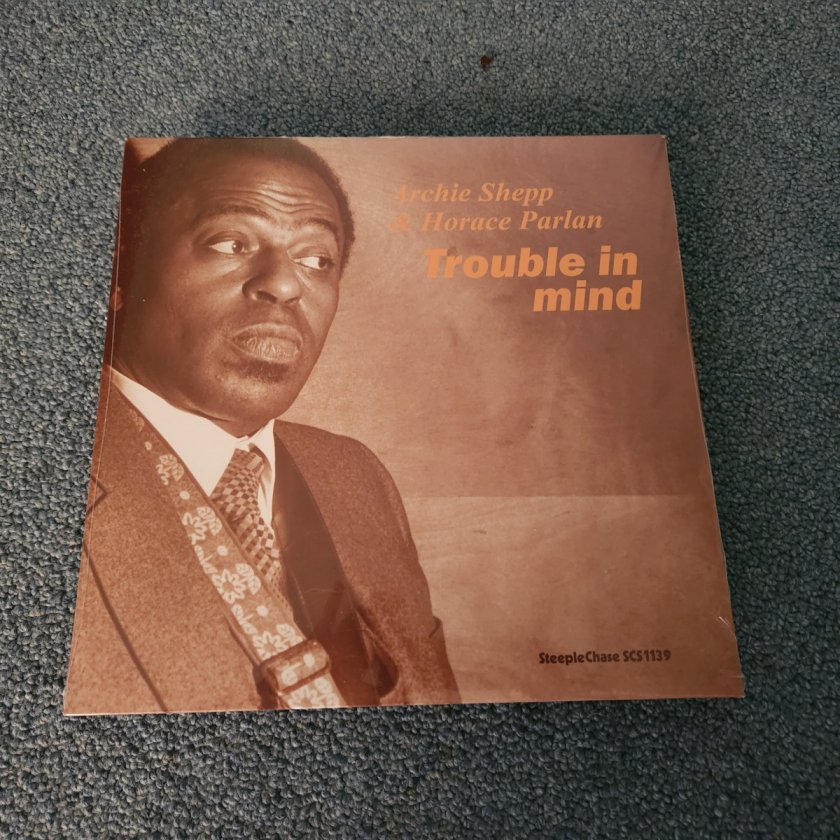 Archie Shepp
& Horace Parlan
Trouble in
mind
SteepleChase SCS1139